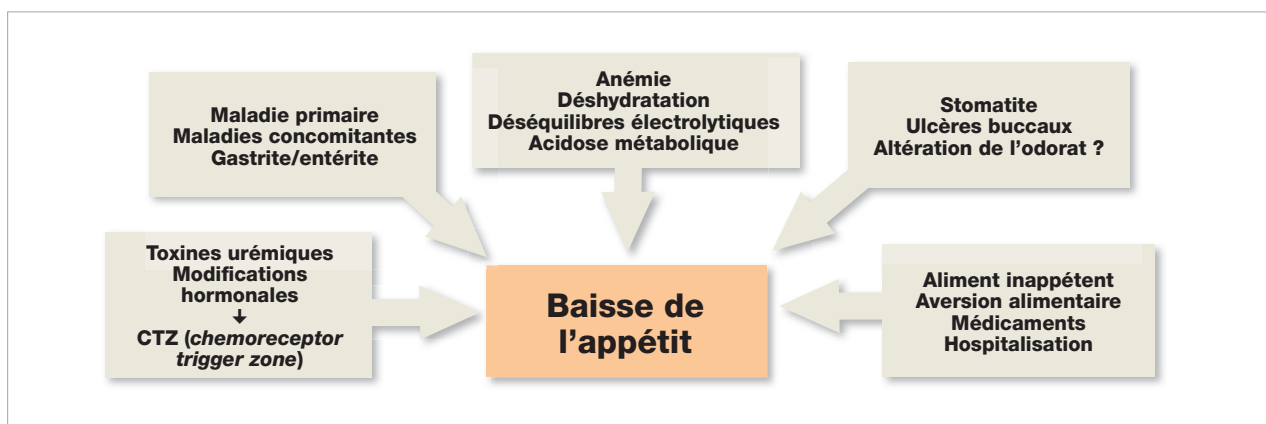 Maladie primaire
Maladies concomitantes
Gastrite/entérite
Anémie
Déshydratation
Déséquilibres électrolytiques
Acidose métabolique
Stomatite
Ulcères buccaux
Altération de l'odorat ?
Toxines urémiques
Modifications
hormonales
↓
CTZ (chemoreceptor
trigger zone)
Baisse de
l'appétit
Aliment inappétent
Aversion alimentaire
Médicaments
Hospitalisation